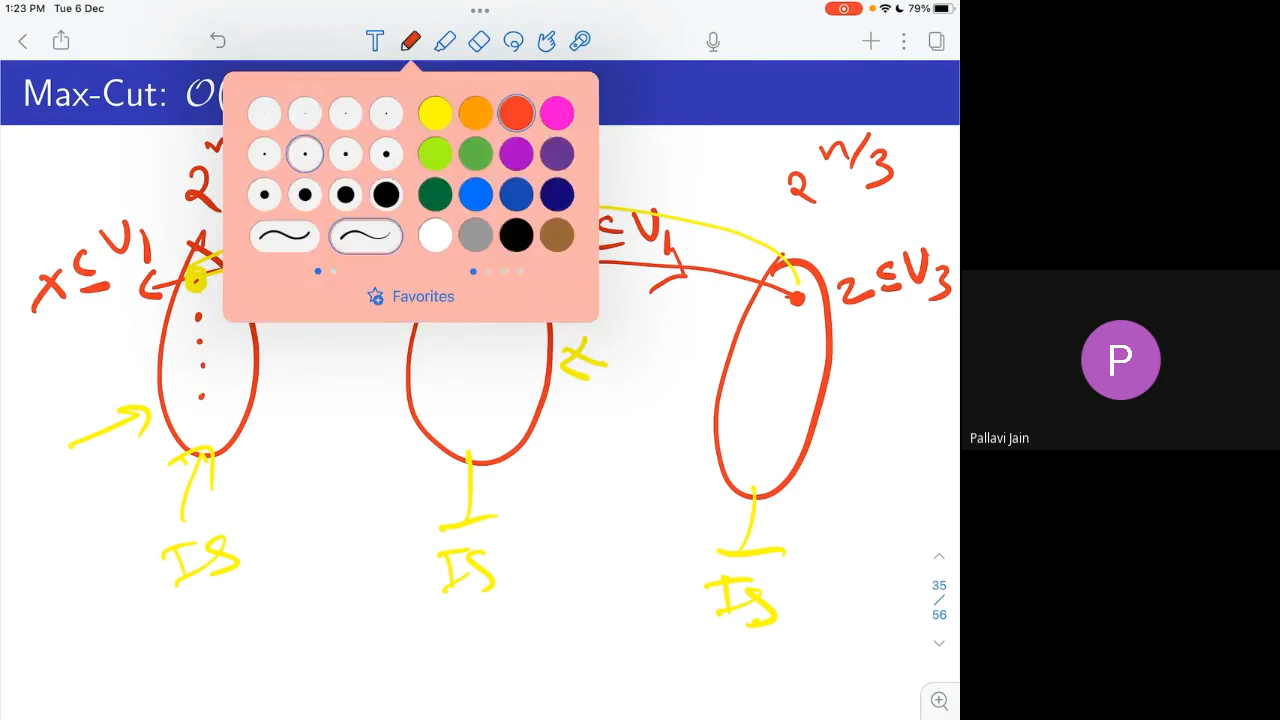 1:23 PM Tue 6 Dec
79%
Max-Cut: O(
2^n
2^n/3
X ⊆ V1
⊆ V1
Z ⊆ V3
Favorites
IS
IS
IS
35
/
56
P
Pallavi Jain